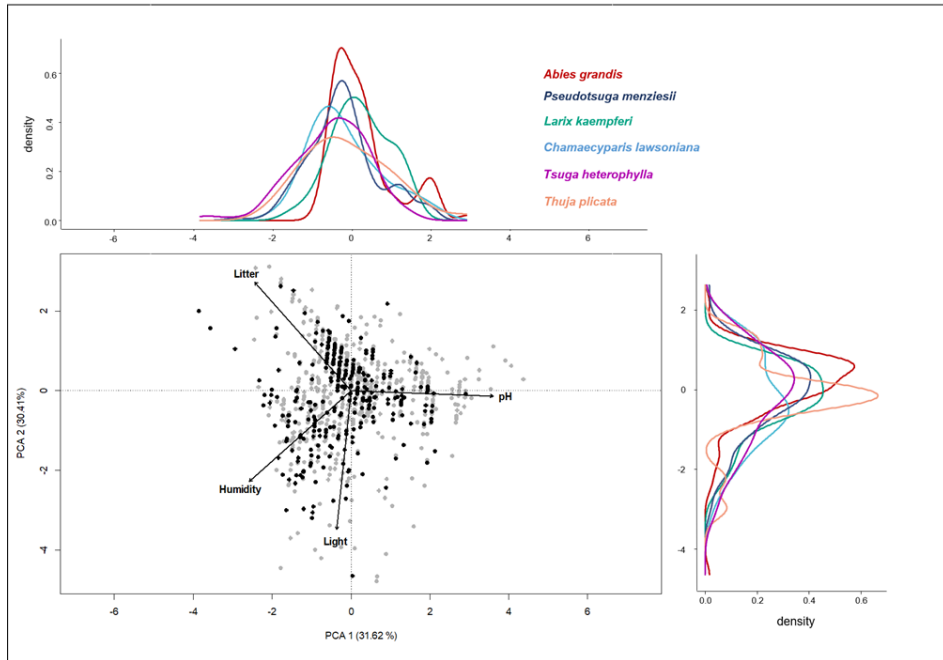 0.6
0.4
0.2
0.0
density
-6
-4
-2
0
2
4
6
Abies grandis
Pseudotsuga menziesii
Larix kaempferi
Chamaecyparis lawsoniana
Tsuga heterophylla
Thuja plicata
Litter
pH
Humidity
Light
2
0
-2
-4
PCA 2 (30.41%)
-6
-4
-2
0
2
4
6
PCA 1 (31.62 %)
2
0
-2
-4
0.0
0.2
0.4
0.6
density